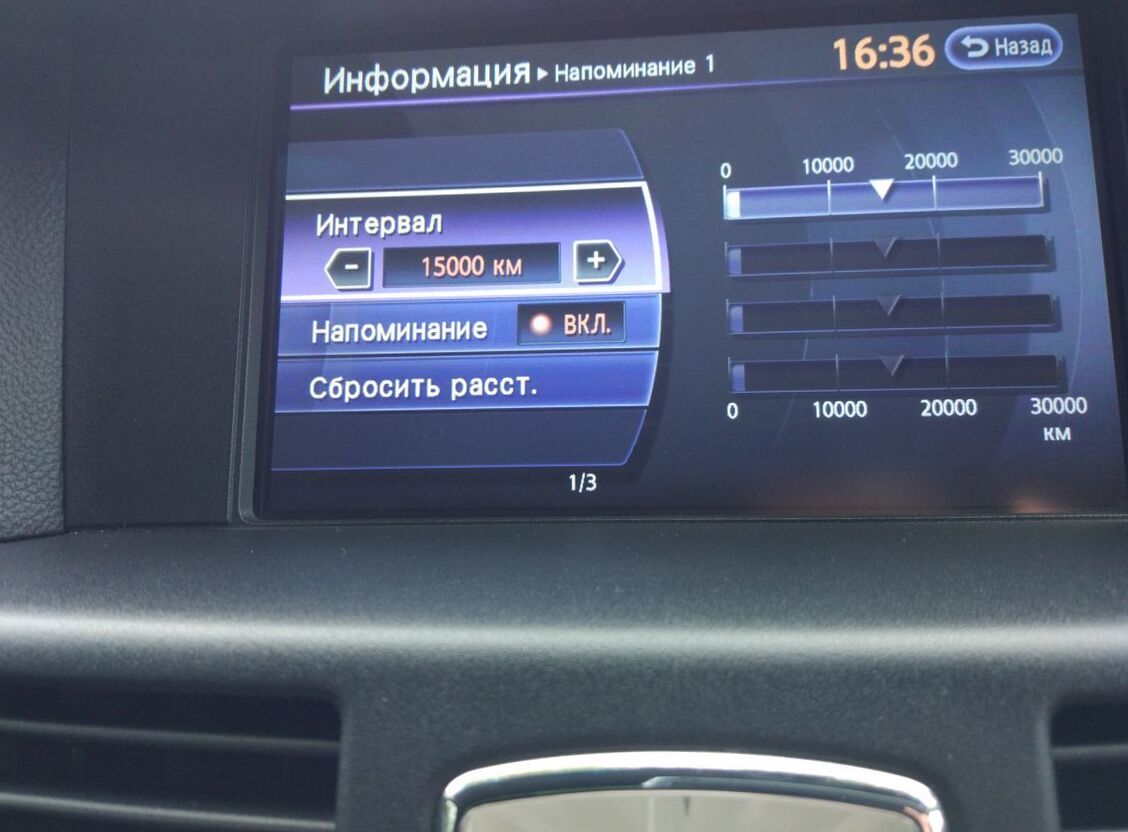 Информация ▸ Напоминание 1 16:36 Назад
0 10000 20000 30000
Интервал
- 15000 км +
Напоминание ВКЛ.
Сбросить расст.
0 10000 20000 30000
км
1/3